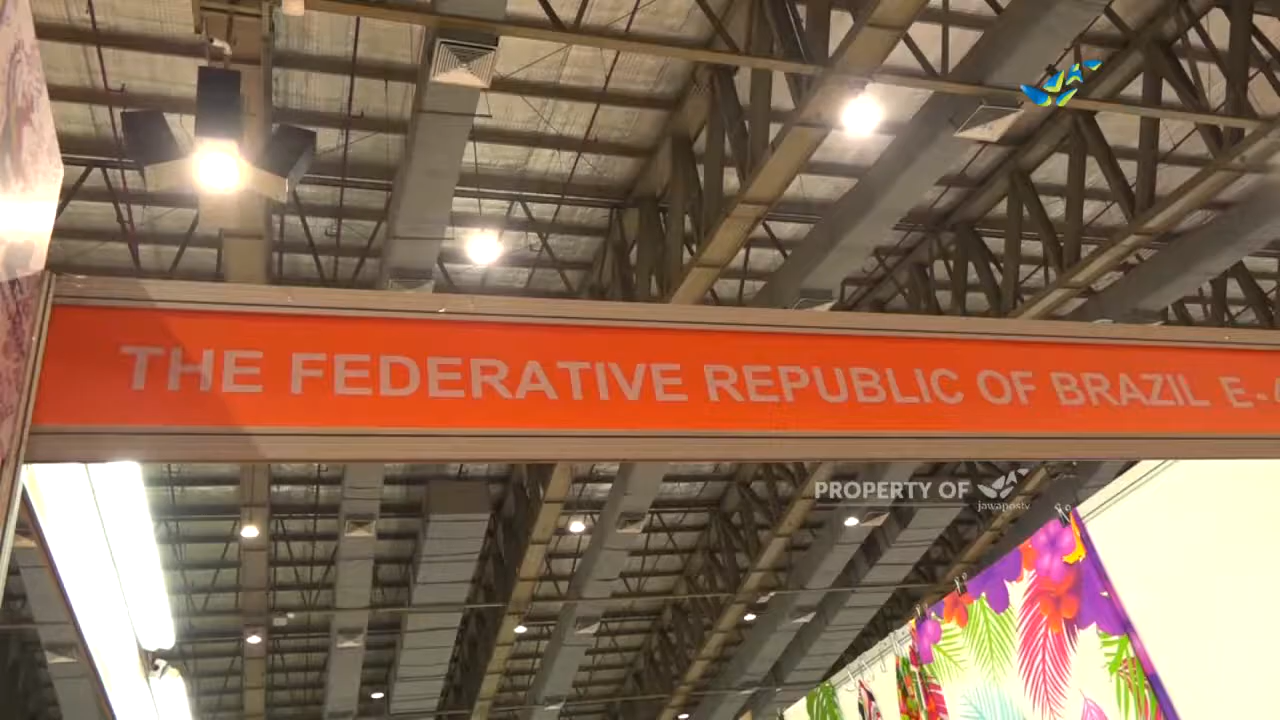 THE FEDERATIVE REPUBLIC OF BRAZIL E-
PROPERTY OF
jawapostv